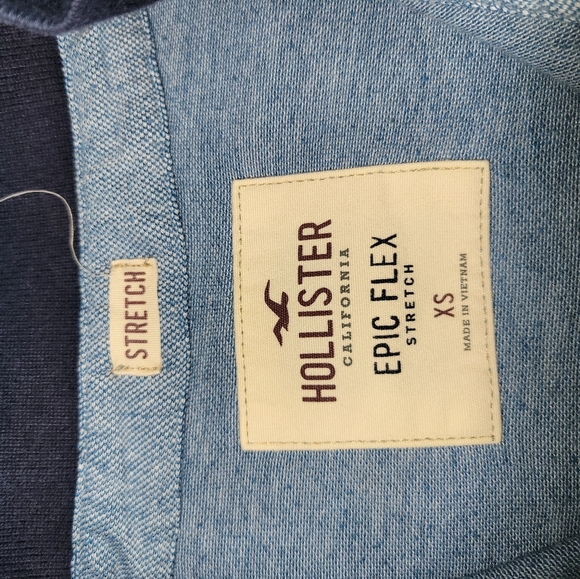 STRETCH
HOLLISTER
CALIFORNIA
EPIC FLEX
STRETCH
XS
MADE IN VIETNAM